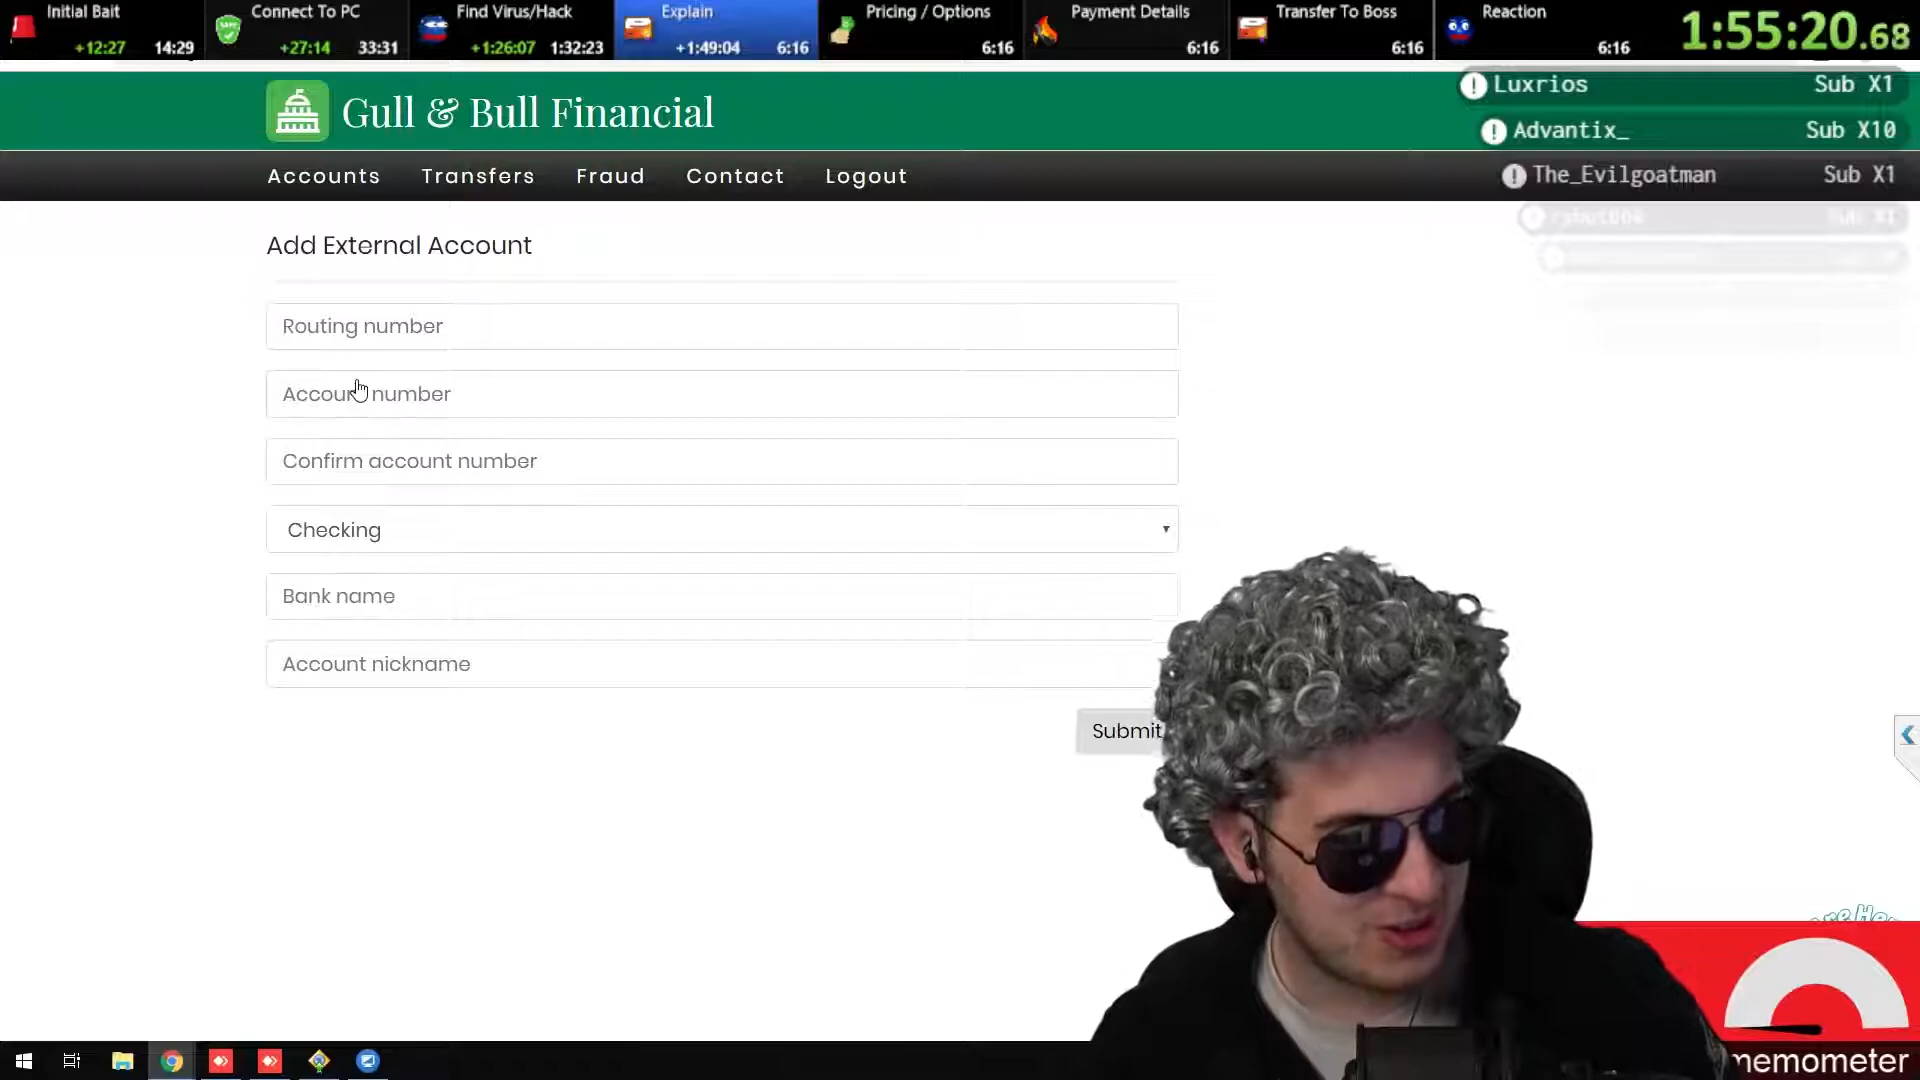 Initial Bait
+12:27 14:29
Connect To PC
+27:14 33:31
Find Virus/Hack
+1:26:07 1:32:23
Explain
+1:49:04 6:16
Pricing / Options
6:16
Payment Details
6:16
Transfer To Boss
6:16
Reaction
6:16
1:55:20.68
Luxrios Sub X1
Advantix_ Sub X10
The_Evilgoatman Sub X1
Gull & Bull Financial
Accounts Transfers Fraud Contact Logout
Add External Account
Routing number
Account number
Confirm account number
Checking
Bank name
Account nickname
Submit
memometer